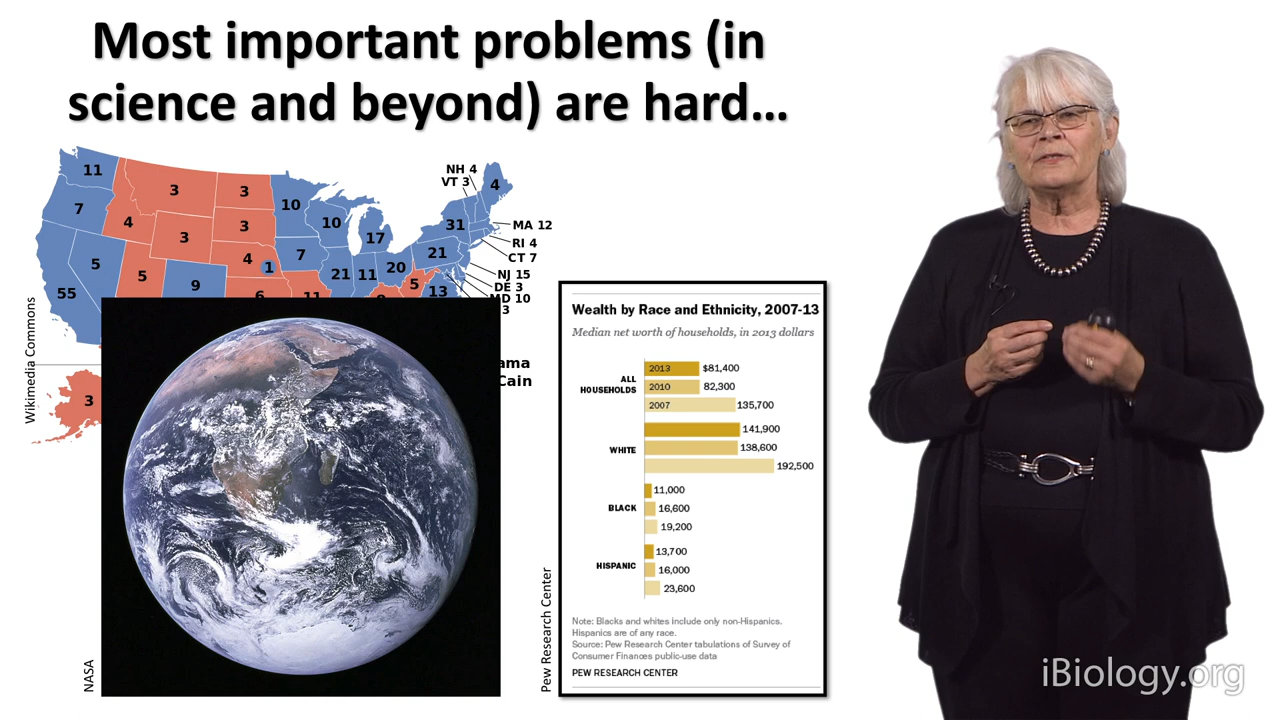 Most important problems (in
science and beyond) are hard...
11
3
3
10
NH 4
VT 3
4
7
4
3
3
10
17
31
MA 12
RI 4
CT 7
5
5
9
4
1
7
21
11
20
21
5
13
NJ 15
DE 3
MD 10
3
55
6
11
ama
Cain
3
Wikimedia Commons
NASA
Wealth by Race and Ethnicity, 2007-13
Median net worth of households, in 2013 dollars
ALL
HOUSEHOLDS
2013 $81,400
2010 82,300
2007 135,700
WHITE
141,900
138,600
192,500
BLACK
11,000
16,600
19,200
HISPANIC
13,700
16,000
23,600
Note: Blacks and whites include only non-Hispanics.
Hispanics are of any race.
Source: Pew Research Center tabulations of Survey of
Consumer Finances public-use data
PEW RESEARCH CENTER
Pew Research Center
iBiology.org